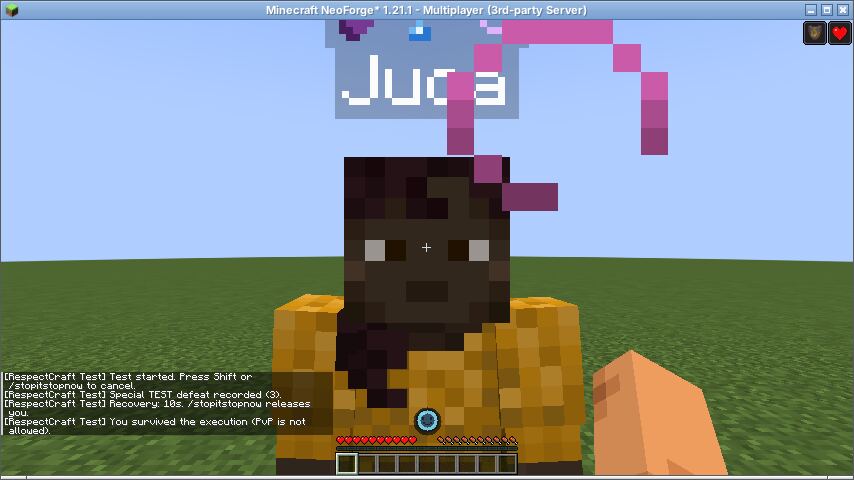 Minecraft NeoForge* 1.21.1 - Multiplayer (3rd-party Server)
Juca
[RespectCraft Test] Test started. Press Shift or
/stopitstopnow to cancel.
[RespectCraft Test] Special TEST defeat recorded (3).
[RespectCraft Test] Recovery: 10s. /stopitstopnow releases
you.
[RespectCraft Test] You survived the execution (PvP is not
allowed).